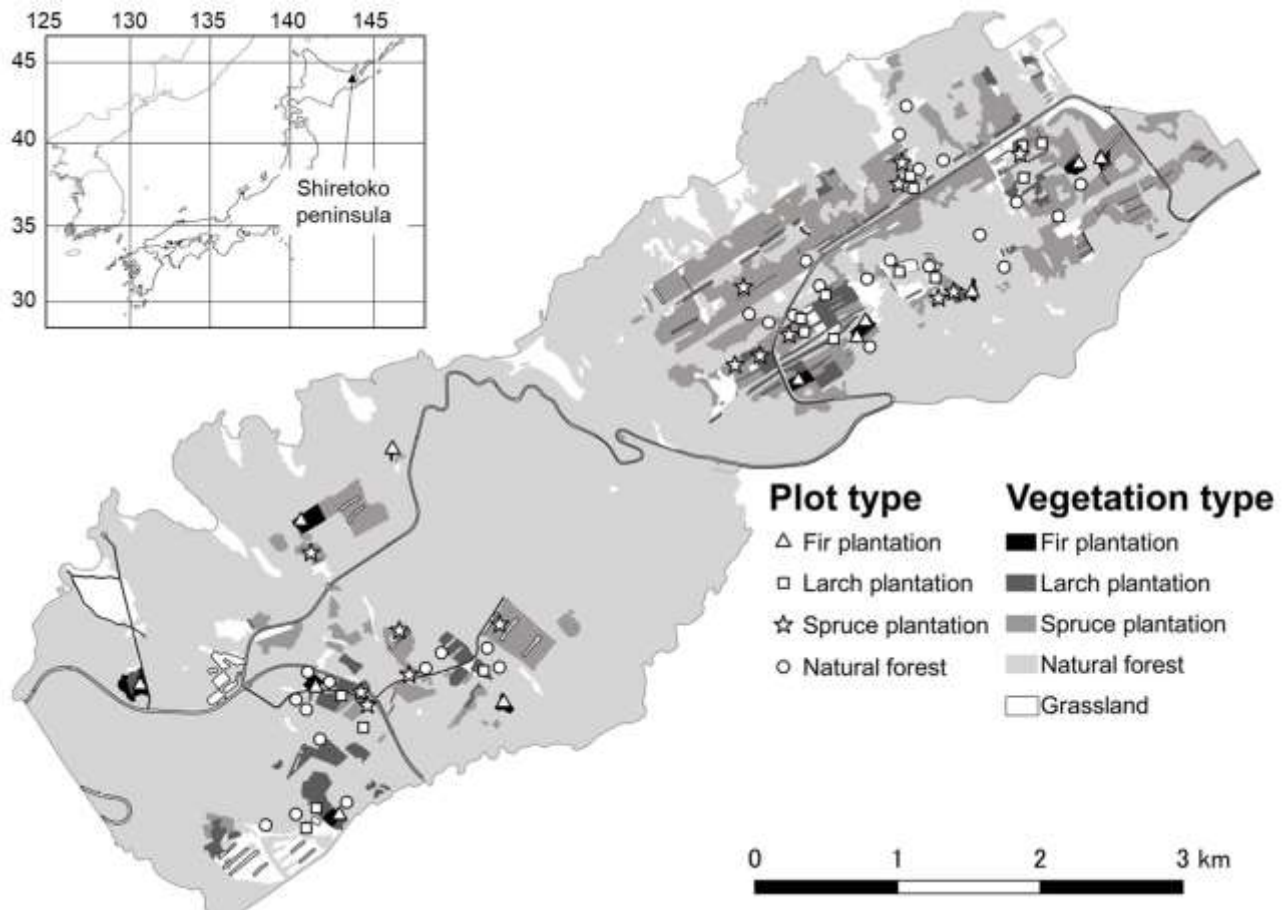 125 130 135 140 145
45
40
35
30
Shiretoko
peninsula
Plot type
Fir plantation
Larch plantation
Spruce plantation
Natural forest
Vegetation type
Fir plantation
Larch plantation
Spruce plantation
Natural forest
Grassland
0 1 2 3 km